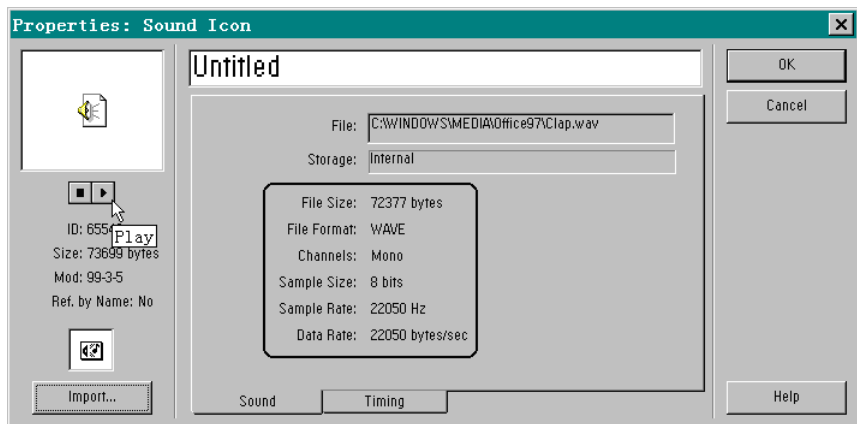 Properties: Sound Icon
Untitled
OK
Cancel
File: C:\WINDOWS\MEDIA\Office97\Clap.wav
Storage: Internal
File Size: 72377 bytes
File Format: WAVE
Channels: Mono
Sample Size: 8 bits
Sample Rate: 22050 Hz
Data Rate: 22050 bytes/sec
Play
ID:
Size: 73699 bytes
Mod: 99-3-5
Ref. by Name: No
Import...
Sound
Timing
Help